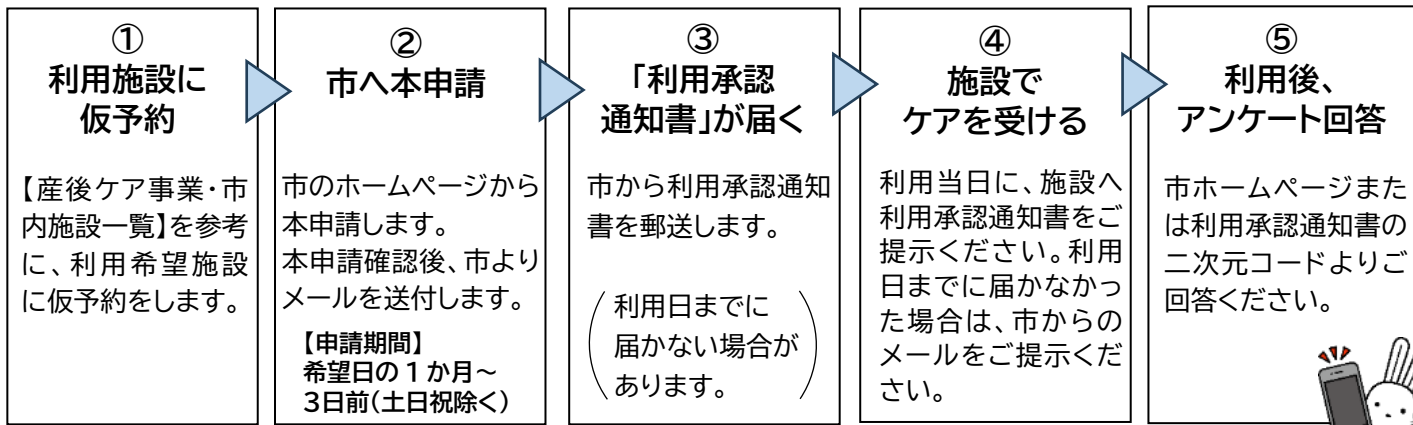 ①
利用施設に
仮予約
【産後ケア事業・市
内施設一覧】を参考
に、利用希望施設
に仮予約をします。
②
市へ本申請
市のホームページから
本申請します。
本申請確認後、市より
メールを送付します。
【申請期間】
希望日の1か月～
3日前(土日祝除く)
③
「利用承認
通知書」が届く
市から利用承認通知
書を郵送します。
(利用日までに
届かない場合が
あります。)
④
施設で
ケアを受ける
利用当日に、施設へ
利用承認通知書をご
提示ください。利用
日までに届かなかっ
た場合は、市からの
メールをご提示くだ
さい。
⑤
利用後、
アンケート回答
市ホームページまた
は利用承認通知書の
二次元コードよりご
回答ください。